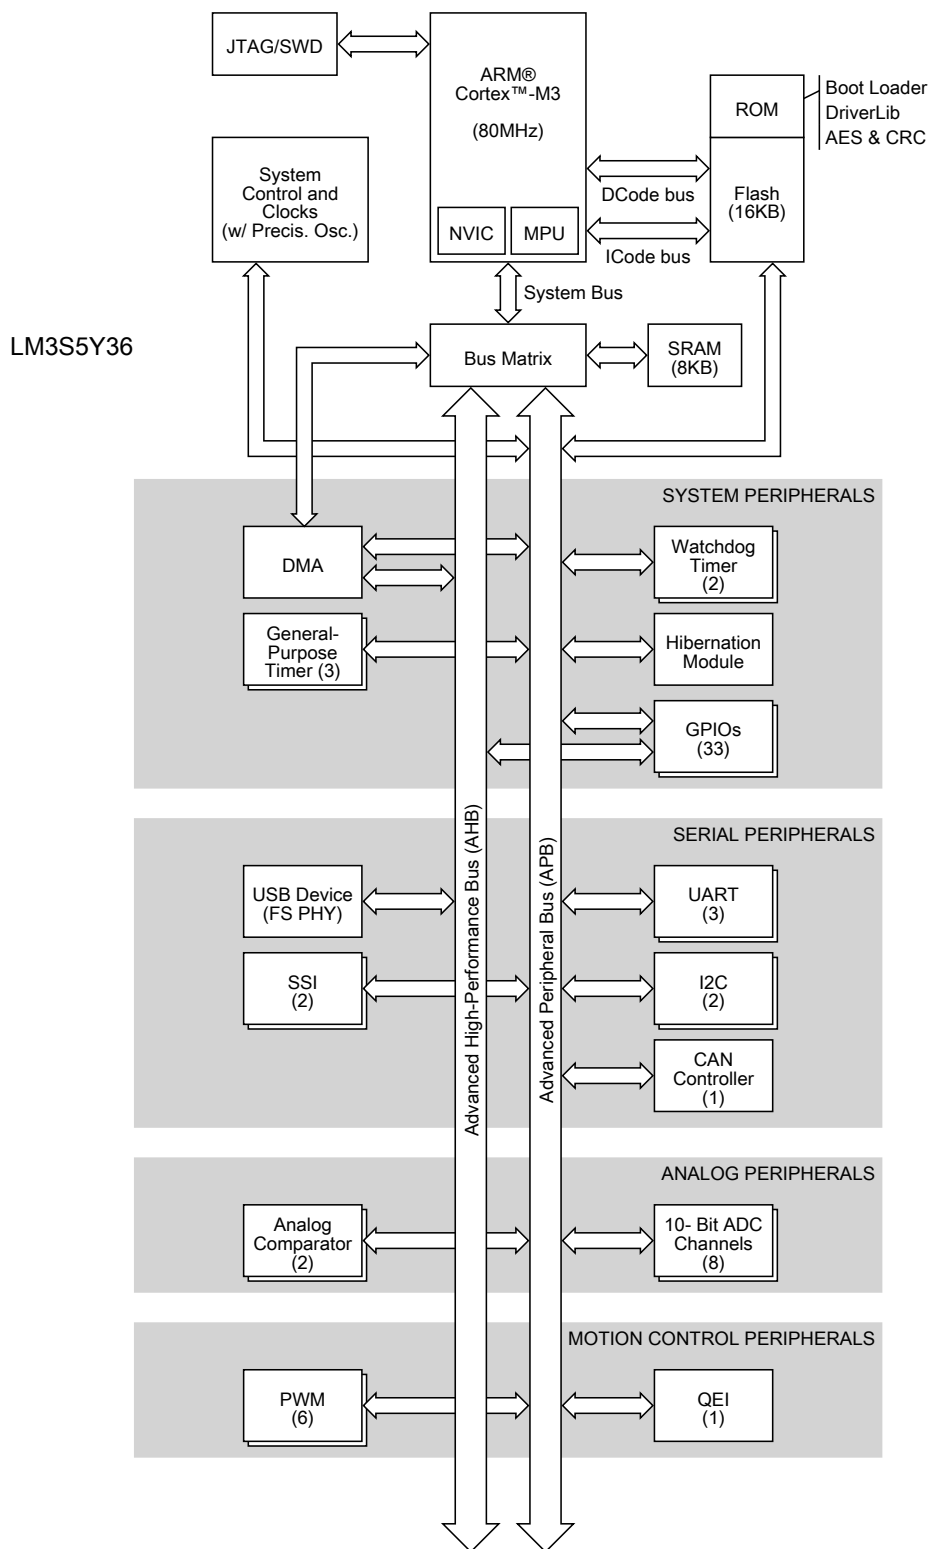 JTAG/SWD
ARM®
Cortex™-M3
(80MHz)
ROM
Boot Loader
DriverLib
AES & CRC
System
Control and
Clocks
(w/ Precis. Osc.)
DCode bus
Flash
(16KB)
NVIC
MPU
ICode bus
System Bus
LM3S5Y36
Bus Matrix
SRAM
(8KB)
SYSTEM PERIPHERALS
DMA
Watchdog
Timer
(2)
General-
Purpose
Timer (3)
Hibernation
Module
GPIOs
(33)
Advanced High-Performance Bus (AHB)
Advanced Peripheral Bus (APB)
SERIAL PERIPHERALS
USB Device
(FS PHY)
UART
(3)
SSI
(2)
I2C
(2)
CAN
Controller
(1)
ANALOG PERIPHERALS
Analog
Comparator
(2)
10- Bit ADC
Channels
(8)
MOTION CONTROL PERIPHERALS
PWM
(6)
QEI
(1)